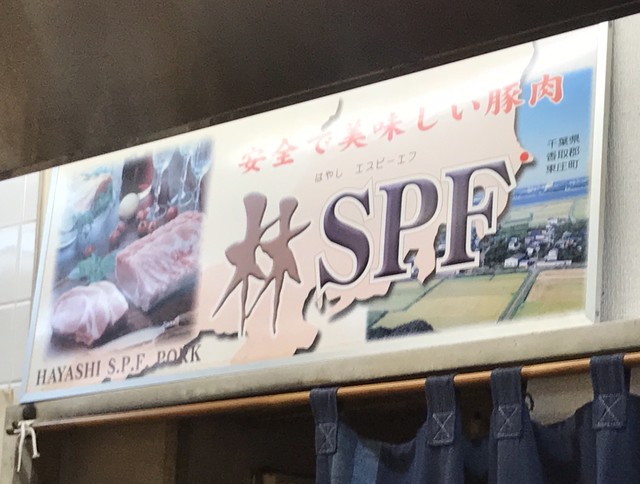 安全で美味しい豚肉
はやし エスピーエフ
林SPF
千葉県
香取郡
東庄町
HAYASHI S.P.F. PORK